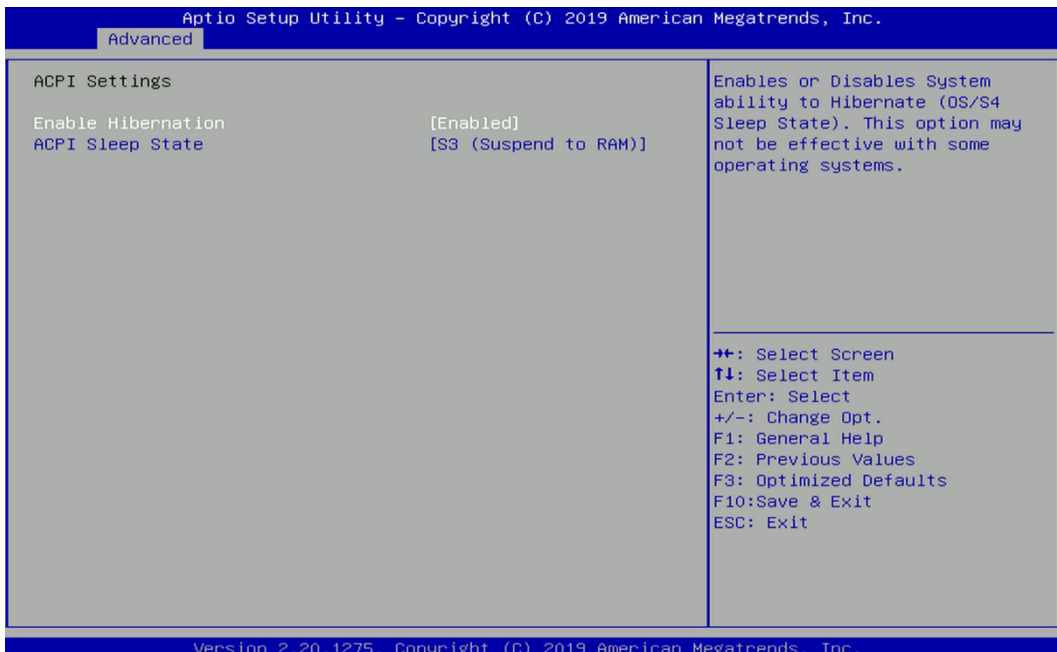 Aptio Setup Utility – Copyright (C) 2019 American Megatrends, Inc.
Advanced
ACPI Settings
Enable Hibernation [Enabled]
ACPI Sleep State [S3 (Suspend to RAM)]
Enables or Disables System
ability to Hibernate (OS/S4
Sleep State). This option may
not be effective with some
operating systems.
→←: Select Screen
↑↓: Select Item
Enter: Select
+/-: Change Opt.
F1: General Help
F2: Previous Values
F3: Optimized Defaults
F10:Save & Exit
ESC: Exit
Version 2.20.1275. Copyright (C) 2019 American Megatrends, Inc.